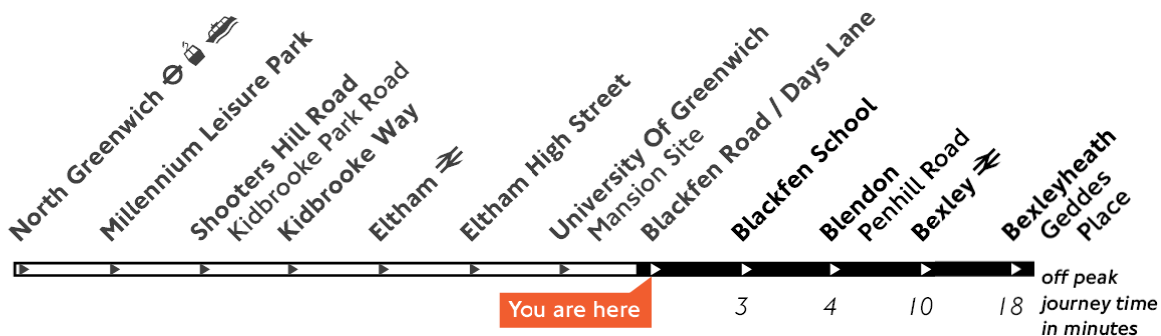 North Greenwich
Millennium Leisure Park
Shooters Hill Road
Kidbrooke Park Road
Kidbrooke Way
Eltham
Eltham High Street
University Of Greenwich
Mansion Site
Blackfen Road / Days Lane
Blackfen School
Blendon
Penhill Road
Bexley
Bexleyheath
Geddes
Place
You are here
3
4
10
18
off peak
journey time
in minutes